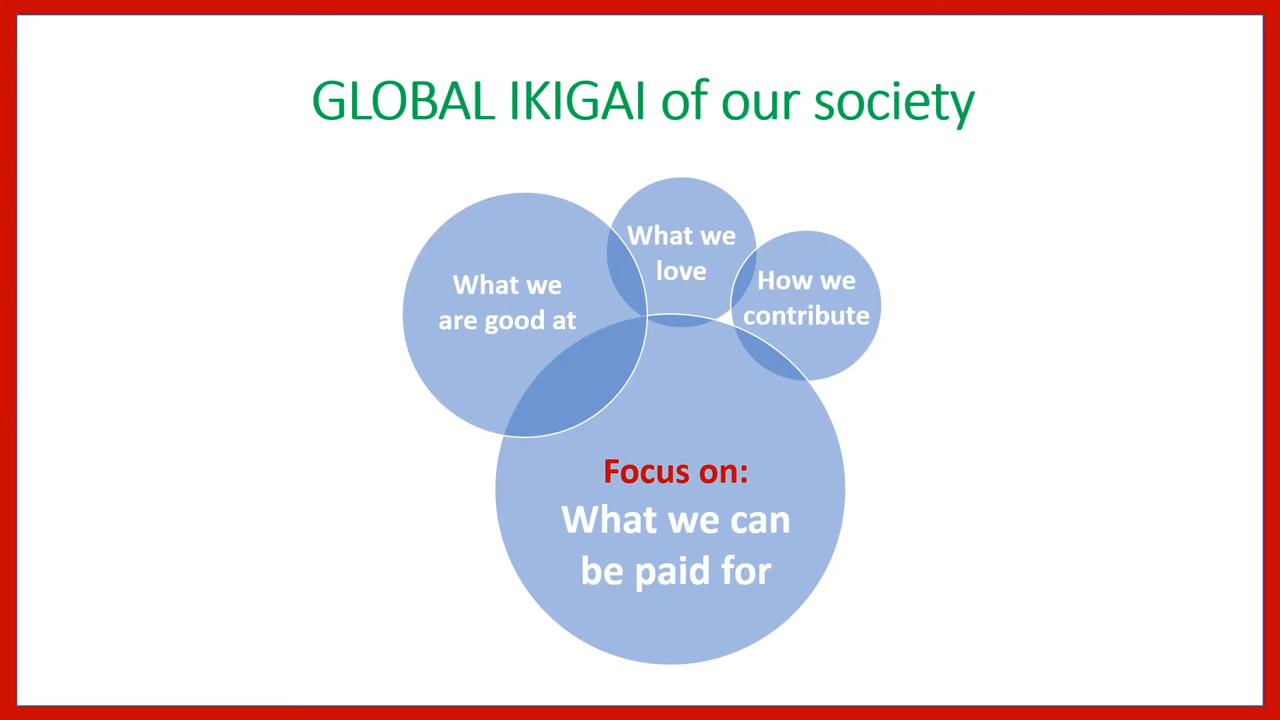 GLOBAL IKIGAI of our society
What we
love
What we
are good at
How we
contribute
Focus on:
What we can
be paid for